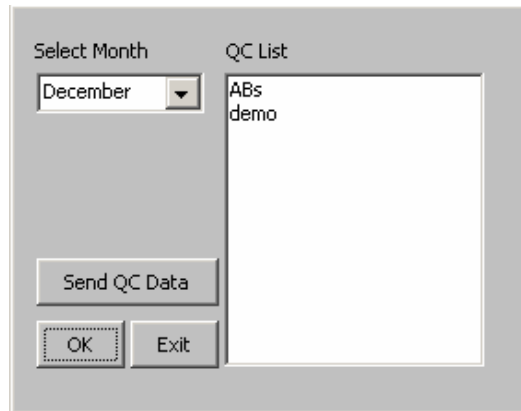 Select Month
QC List
December
ABs
demo
Send QC Data
OK
Exit